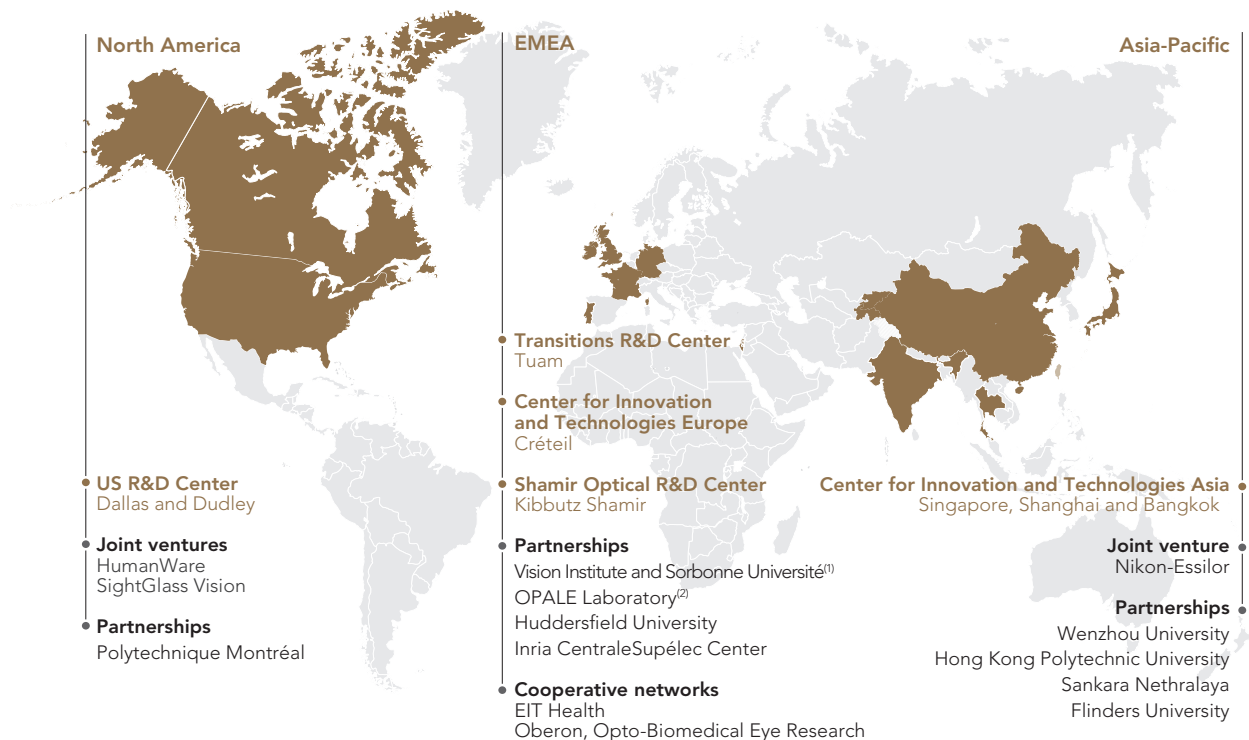 North America
US R&D Center
Dallas and Dudley
Joint ventures
HumanWare
SightGlass Vision
Partnerships
Polytechnique Montréal
EMEA
Transitions R&D Center
Tuam
Center for Innovation
and Technologies Europe
Créteil
Shamir Optical R&D Center
Kibbutz Shamir
Partnerships
Vision Institute and Sorbonne Université(1)
OPALE Laboratory(2)
Huddersfield University
Inria CentraleSupélec Center
Cooperative networks
EIT Health
Oberon, Opto-Biomedical Eye Research
Asia-Pacific
Center for Innovation and Technologies Asia
Singapore, Shanghai and Bangkok
Joint venture
Nikon-Essilor
Partnerships
Wenzhou University
Hong Kong Polytechnic University
Sankara Nethralaya
Flinders University